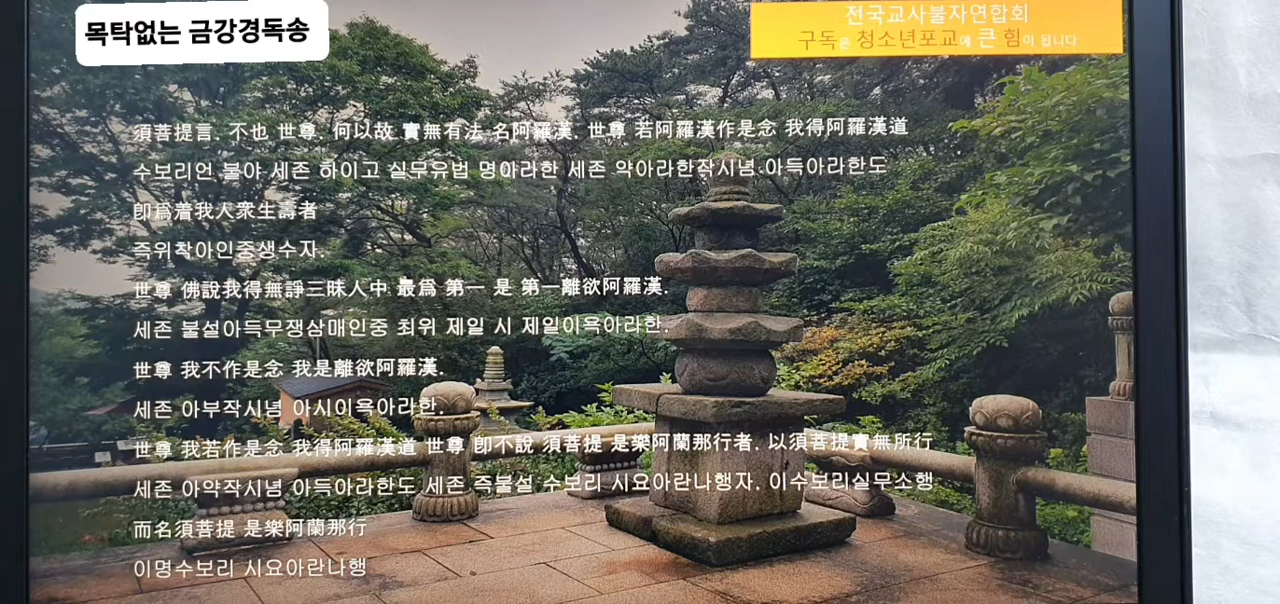 목탁없는 금강경독송
전국교사불자연합회
구독은 청소년포교에 큰 힘이 됩니다
須菩提言. 不也 世尊. 何以故 實無有法 名阿羅漢. 世尊 若阿羅漢作是念 我得阿羅漢道
수보리언 불야 세존 하이고 실무유법 명아라한 세존 약아라한작시념 아득아라한도
卽爲着我人衆生壽者
즉위착아인중생수자.
世尊 佛說我得無諍三昧人中 最爲 第一 是 第一離欲阿羅漢.
세존 불설아득무쟁삼매인중 최위 제일 시 제일이욕아라한.
世尊 我不作是念 我是離欲阿羅漢.
세존 아부작시념 아시이욕아라한.
世尊 我若作是念 我得阿羅漢道 世尊 卽不說 須菩提 是樂阿蘭那行者. 以須菩提實無所行
세존 아약작시념 아득아라한도 세존 즉불설 수보리 시요아란나행자. 이수보리실무소행
而名須菩提 是樂阿蘭那行
이명수보리 시요아란나행